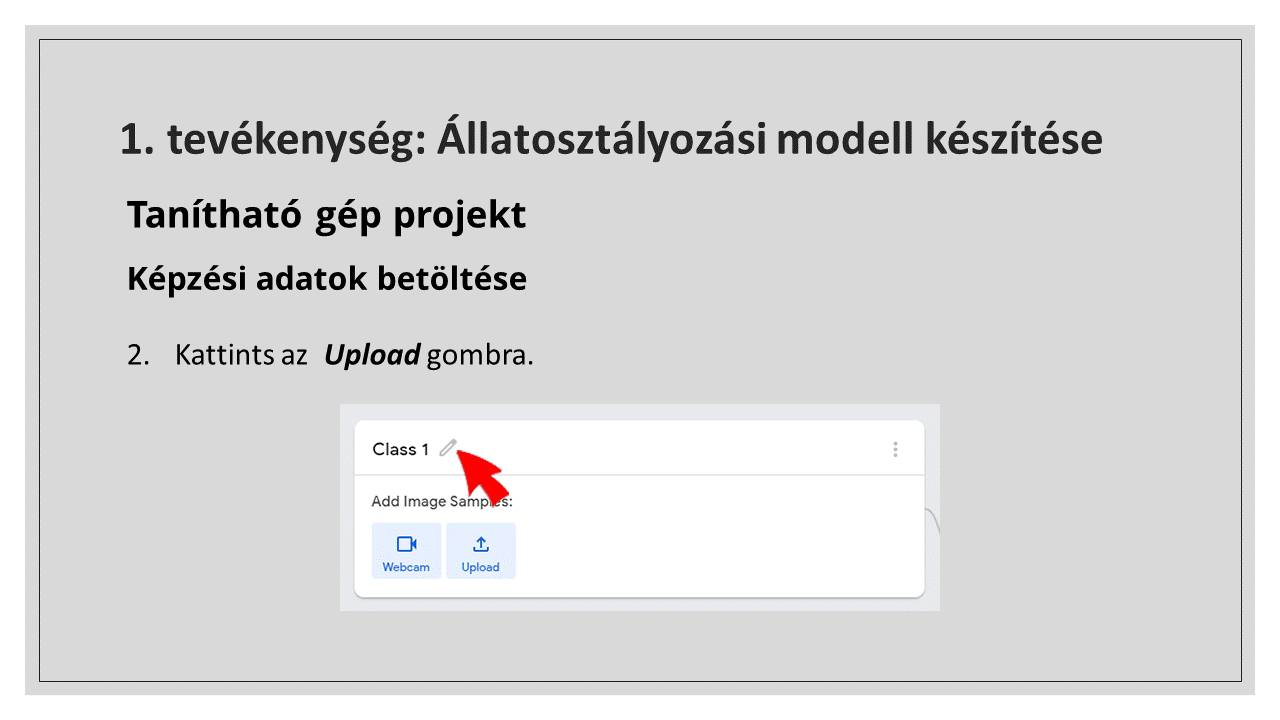 1. tevékenység: Állatosztályozási modell készítése
Tanítható gép projekt
Képzési adatok betöltése
2. Kattints az Upload gombra.
Class 1
Add Image Samples:
Webcam Upload